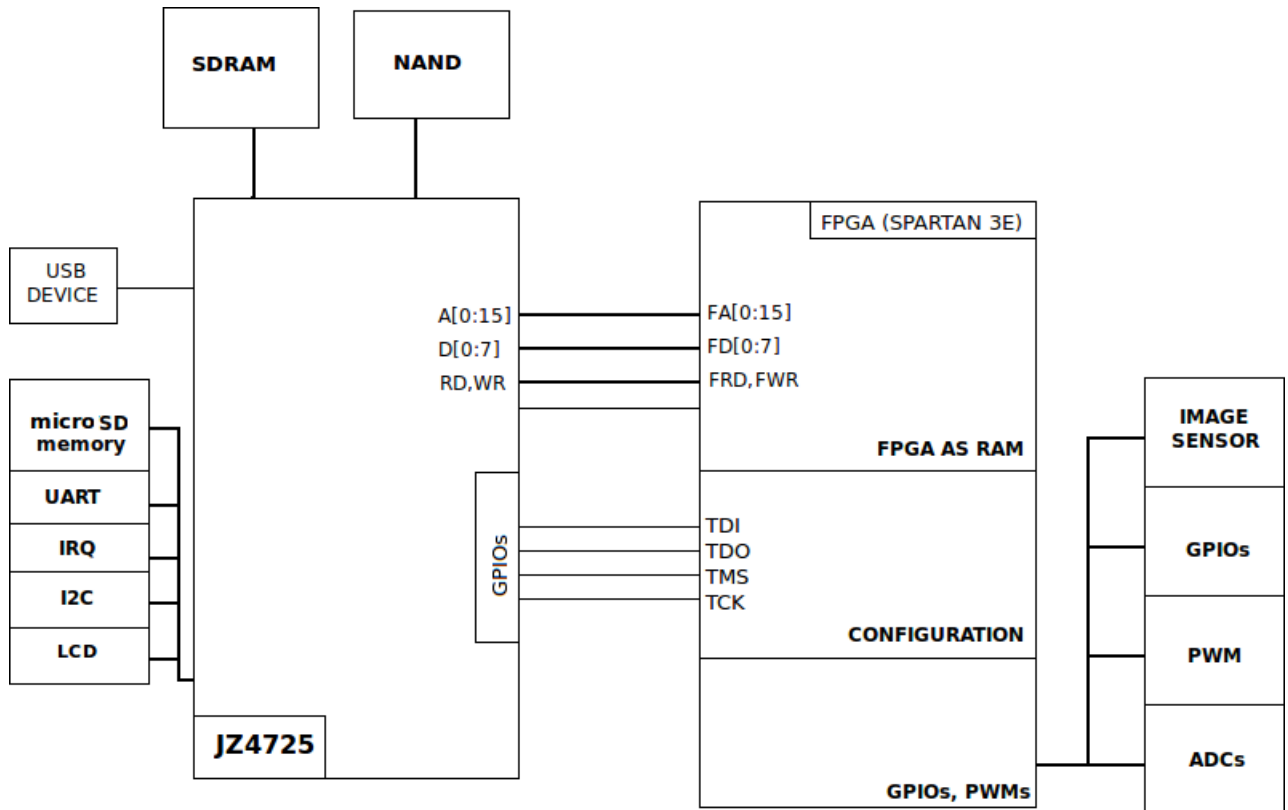 SDRAM
NAND
FPGA (SPARTAN 3E)
USB
DEVICE
A[0:15]
FA[0:15]
D[0:7]
FD[0:7]
RD,WR
FRD,FWR
FPGA AS RAM
micro SD
memory
UART
IRQ
I2C
LCD
GPIOs
TDI
TDO
TMS
TCK
CONFIGURATION
IMAGE
SENSOR
GPIOs
PWM
ADCs
JZ4725
GPIOs, PWMs